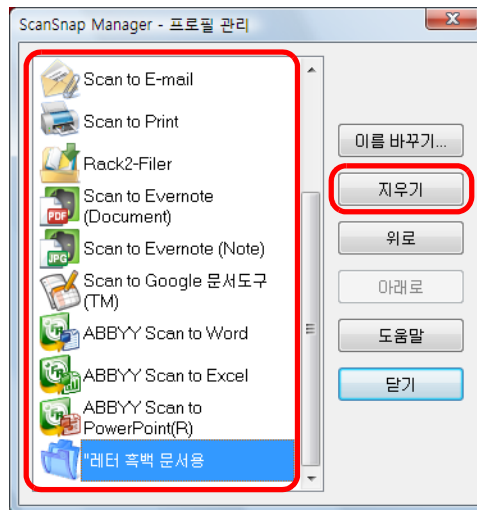 ScanSnap Manager - 프로필 관리
Scan to E-mail
Scan to Print
Rack2-Filer
Scan to Evernote
(Document)
Scan to Evernote (Note)
Scan to Google 문서도구
(TM)
ABBYY Scan to Word
ABBYY Scan to Excel
ABBYY Scan to
PowerPoint(R)
"레터 흑백 문서용
이름 바꾸기...
지우기
위로
아래로
도움말
닫기
PDF
JPG